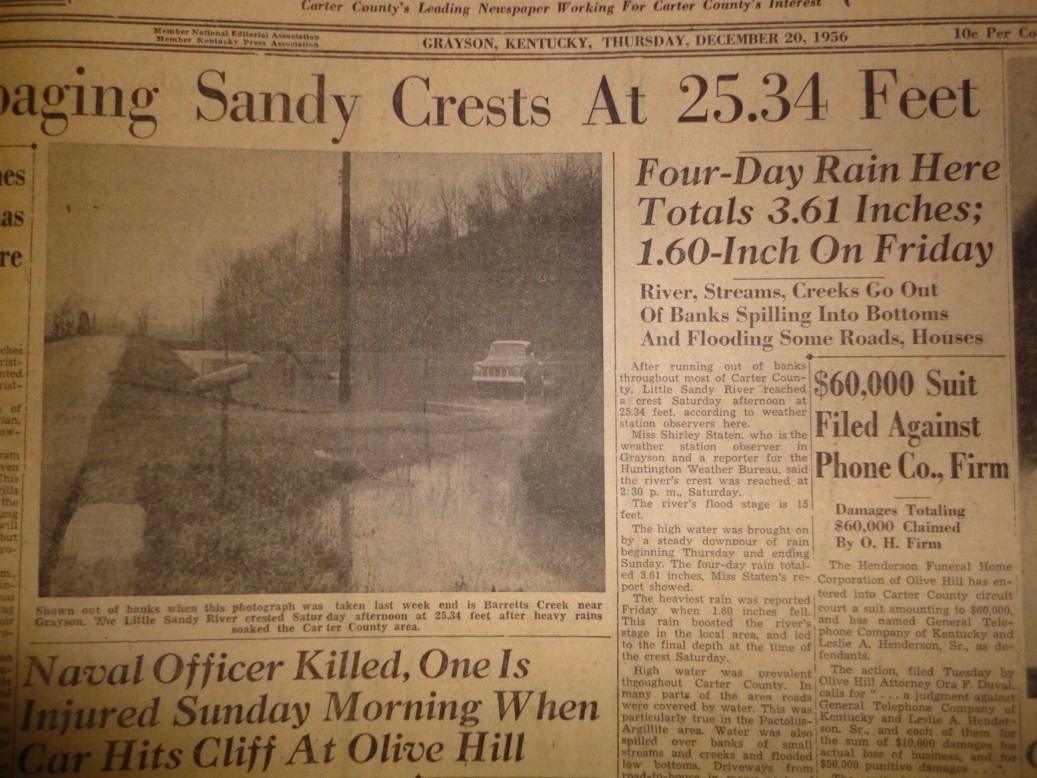 Carter County's Leading Newspaper Working For Carter County's Interest
Member National Editorial Association
Member Kentucky Press Association
GRAYSON, KENTUCKY, THURSDAY, DECEMBER 20, 1956
10c Per Co
aging Sandy Crests At 25.34 Feet
nes
as
re
Shown out of banks when this photograph was taken last week end is Barretts Creek near
Grayson. The Little Sandy River crested Saturday afternoon at 25.34 feet after heavy rains
soaked the Carter County area.
Naval Officer Killed, One Is
Injured Sunday Morning When
Car Hits Cliff At Olive Hill
Four-Day Rain Here
Totals 3.61 Inches;
1.60-Inch On Friday
River, Streams, Creeks Go Out
Of Banks Spilling Into Bottoms
And Flooding Some Roads, Houses
After running out of banks
throughout most of Carter Coun-
ty, Little Sandy River reached
a crest Saturday afternoon at
25.34 feet, according to weather
station observers here.
Miss Shirley Staten, who is the
weather station observer in
Grayson and a reporter for the
Huntington Weather Bureau, said
the river's crest was reached at
2:30 p. m., Saturday.
The river's flood stage is 15
feet.
The high water was brought on
by a steady downpour of rain
beginning Thursday and ending
Sunday. The four-day rain total-
ed 3.61 inches, Miss Staten's re-
port showed.
The heaviest rain was reported
Friday when 1.60 inches fell.
This rain boosted the river's
stage in the local area, and led
to the final depth at the time of
the crest Saturday.
High water was prevalent
throughout Carter County. In
many parts of the area roads
were covered by water. This was
particularly true in the Pactolus-
Argillite area. Water was also
spilled over banks of small
streams and creeks and flooded
low bottoms. Driveways from
$60,000 Suit
Filed Against
Phone Co., Firm
Damages Totaling
$60,000 Claimed
By O. H. Firm
The Henderson Funeral Home
Corporation of Olive Hill has en-
tered into Carter County circuit
court a suit amounting to $60,000,
and has named General Tele-
phone Company of Kentucky and
Leslie A. Henderson, Sr., as de-
fendants.
The action, filed Tuesday by
Olive Hill Attorney Ora F. Duval,
calls for " . . . a judgment against
General Telephone Company of
Kentucky and Leslie A. Hender-
son, Sr., and each of them for
the sum of $10,000 damages for
actual loss of business, and for
$50,000 punitive damages . . ."